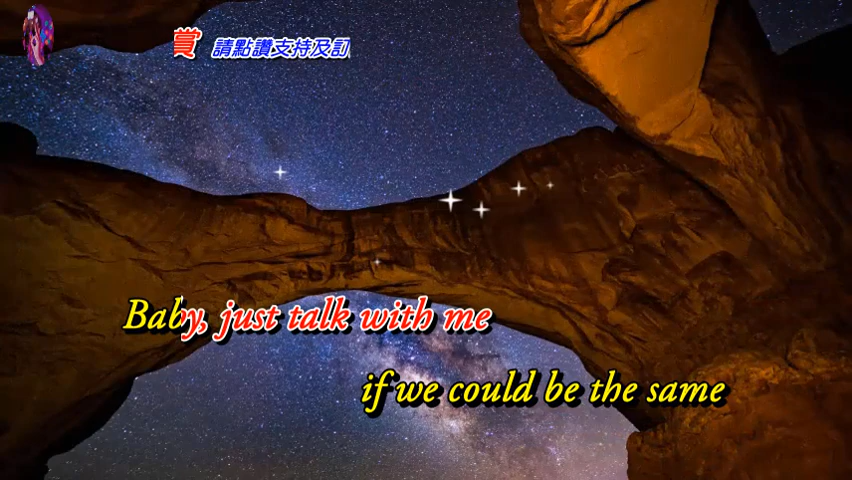 賞 請點讚支持及訂
Baby, just talk with me
if we could be the same